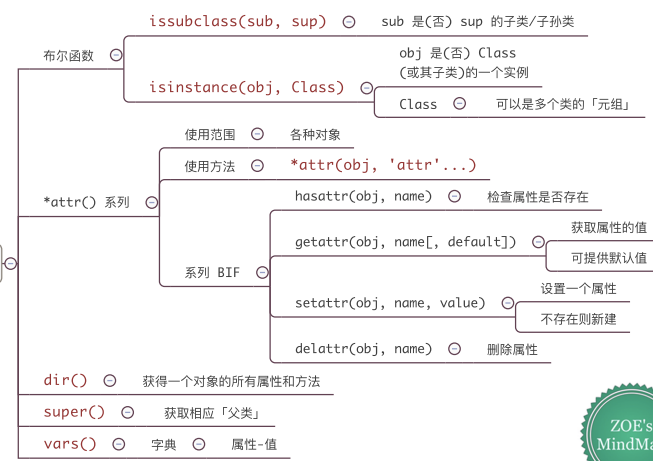 布尔函数
issubclass(sub, sup)
sub 是(否) sup 的子类/子孙类
isinstance(obj, Class)
obj 是(否) Class
(或其子类)的一个实例
Class
可以是多个类的「元组」
*attr() 系列
使用范围
各种对象
使用方法
*attr(obj, 'attr'...)
系列 BIF
hasattr(obj, name)
检查属性是否存在
getattr(obj, name[, default])
获取属性的值
可提供默认值
setattr(obj, name, value)
设置一个属性
不存在则新建
delattr(obj, name)
删除属性
dir()
获得一个对象的所有属性和方法
super()
获取相应「父类」
vars()
字典
属性-值
ZOE's
MindMa